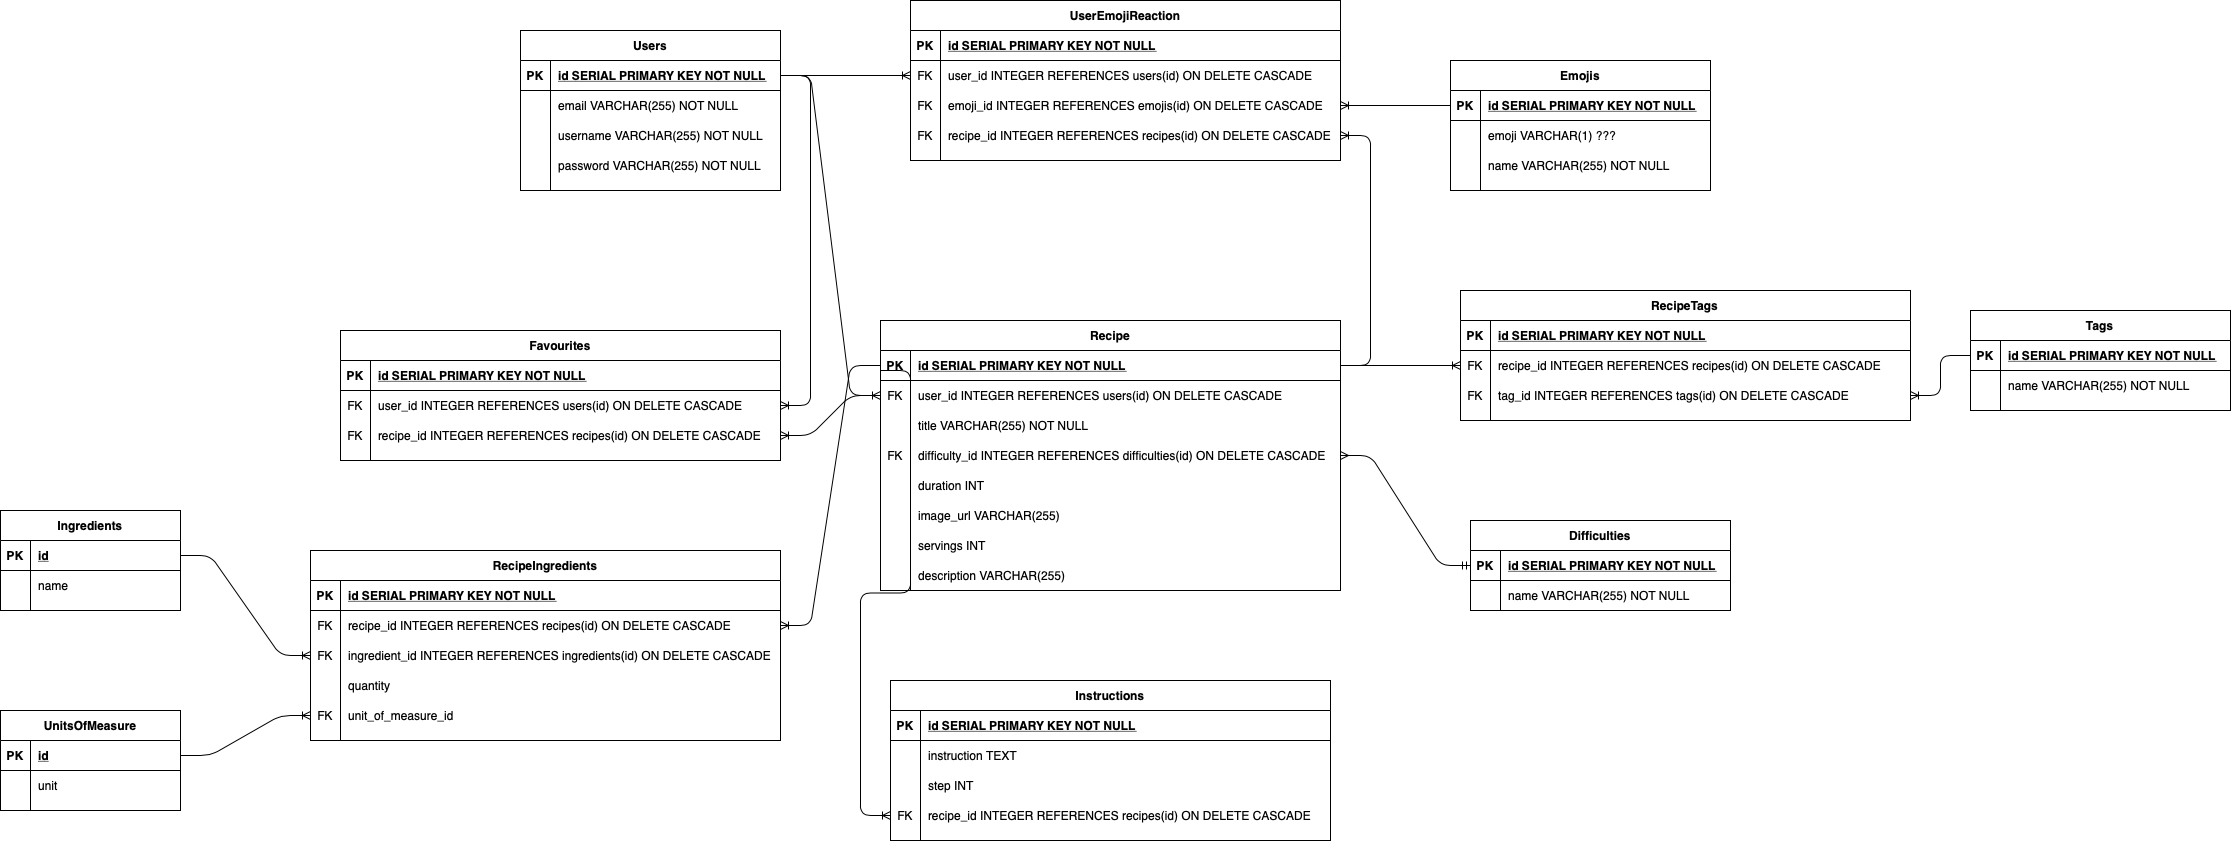 Users
PK id SERIAL PRIMARY KEY NOT NULL
email VARCHAR(255) NOT NULL
username VARCHAR(255) NOT NULL
password VARCHAR(255) NOT NULL
UserEmojiReaction
PK id SERIAL PRIMARY KEY NOT NULL
FK user_id INTEGER REFERENCES users(id) ON DELETE CASCADE
FK emoji_id INTEGER REFERENCES emojis(id) ON DELETE CASCADE
FK recipe_id INTEGER REFERENCES recipes(id) ON DELETE CASCADE
Emojis
PK id SERIAL PRIMARY KEY NOT NULL
emoji VARCHAR(1) ???
name VARCHAR(255) NOT NULL
Favourites
PK id SERIAL PRIMARY KEY NOT NULL
FK user_id INTEGER REFERENCES users(id) ON DELETE CASCADE
FK recipe_id INTEGER REFERENCES recipes(id) ON DELETE CASCADE
Recipe
PK id SERIAL PRIMARY KEY NOT NULL
FK user_id INTEGER REFERENCES users(id) ON DELETE CASCADE
title VARCHAR(255) NOT NULL
FK difficulty_id INTEGER REFERENCES difficulties(id) ON DELETE CASCADE
duration INT
image_url VARCHAR(255)
servings INT
description VARCHAR(255)
RecipeTags
PK id SERIAL PRIMARY KEY NOT NULL
FK recipe_id INTEGER REFERENCES recipes(id) ON DELETE CASCADE
FK tag_id INTEGER REFERENCES tags(id) ON DELETE CASCADE
Tags
PK id SERIAL PRIMARY KEY NOT NULL
name VARCHAR(255) NOT NULL
Ingredients
PK id
name
RecipeIngredients
PK id SERIAL PRIMARY KEY NOT NULL
FK recipe_id INTEGER REFERENCES recipes(id) ON DELETE CASCADE
FK ingredient_id INTEGER REFERENCES ingredients(id) ON DELETE CASCADE
quantity
FK unit_of_measure_id
Difficulties
PK id SERIAL PRIMARY KEY NOT NULL
name VARCHAR(255) NOT NULL
UnitsOfMeasure
PK id
unit
Instructions
PK id SERIAL PRIMARY KEY NOT NULL
instruction TEXT
step INT
FK recipe_id INTEGER REFERENCES recipes(id) ON DELETE CASCADE